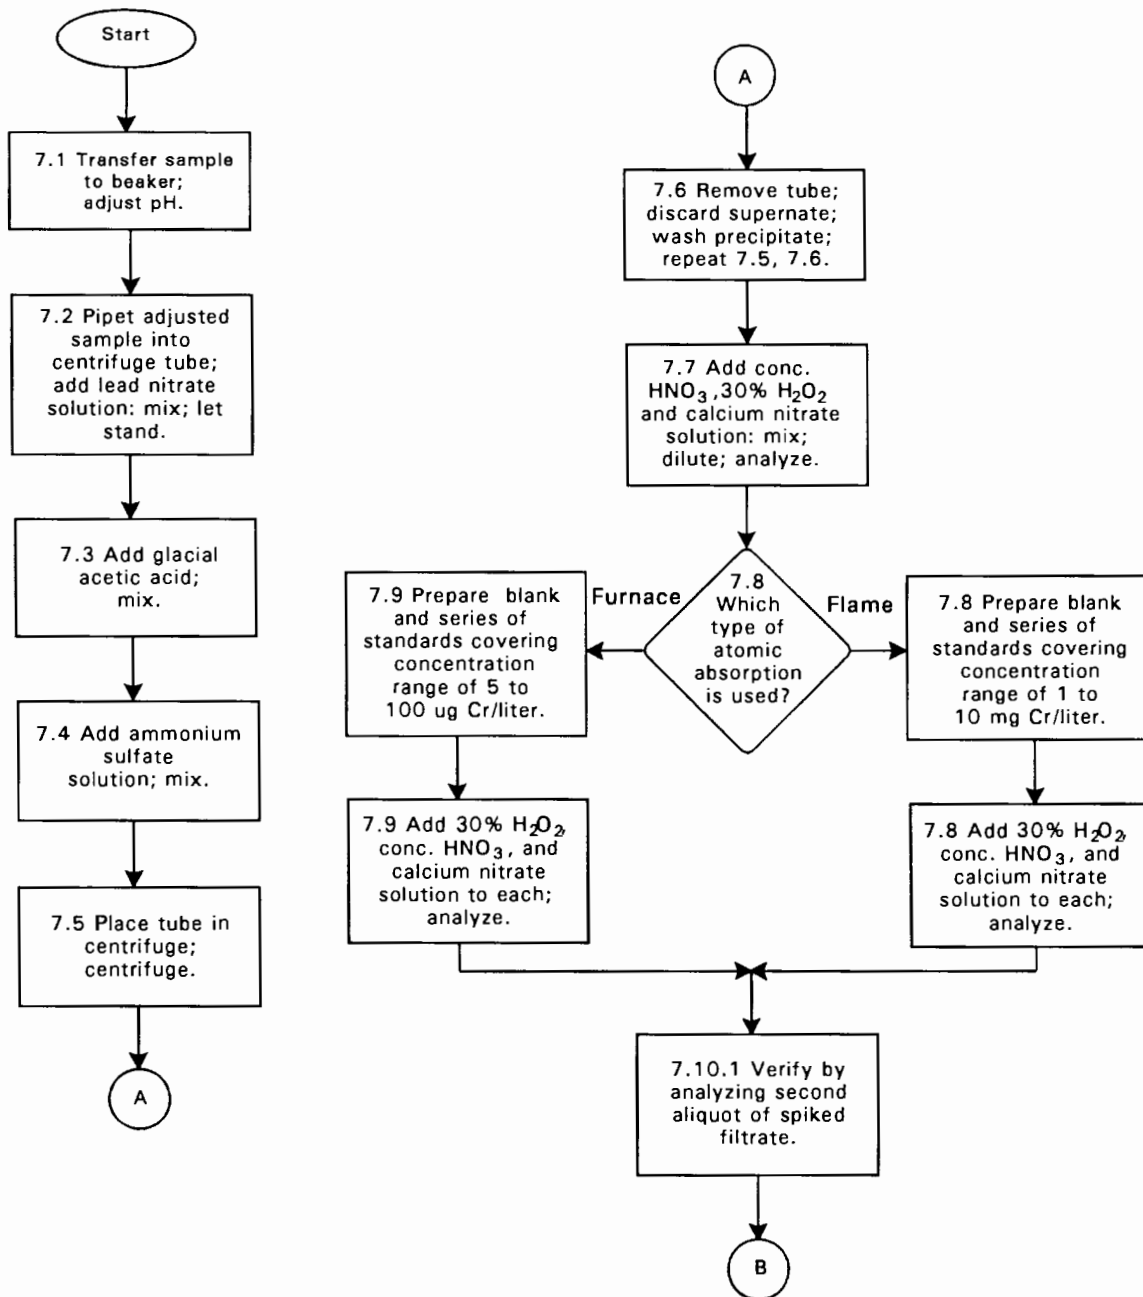 Start
7.1 Transfer sample
to beaker;
adjust pH.
7.2 Pipet adjusted
sample into
centrifuge tube;
add lead nitrate
solution: mix; let
stand.
7.3 Add glacial
acetic acid;
mix.
7.4 Add ammonium
sulfate
solution; mix.
7.5 Place tube in
centrifuge;
centrifuge.
A
A
7.6 Remove tube;
discard supernate;
wash precipitate;
repeat 7.5, 7.6.
7.7 Add conc.
HNO₃,30% H₂O₂
and calcium nitrate
solution: mix;
dilute; analyze.
7.8
Which
type of
atomic
absorption
is used?
Furnace
Flame
7.9 Prepare blank
and series of
standards covering
concentration
range of 5 to
100 ug Cr/liter.
7.8 Prepare blank
and series of
standards covering
concentration
range of 1 to
10 mg Cr/liter.
7.9 Add 30% H₂O₂,
conc. HNO₃, and
calcium nitrate
solution to each;
analyze.
7.8 Add 30% H₂O₂,
conc. HNO₃, and
calcium nitrate
solution to each;
analyze.
7.10.1 Verify by
analyzing second
aliquot of spiked
filtrate.
B